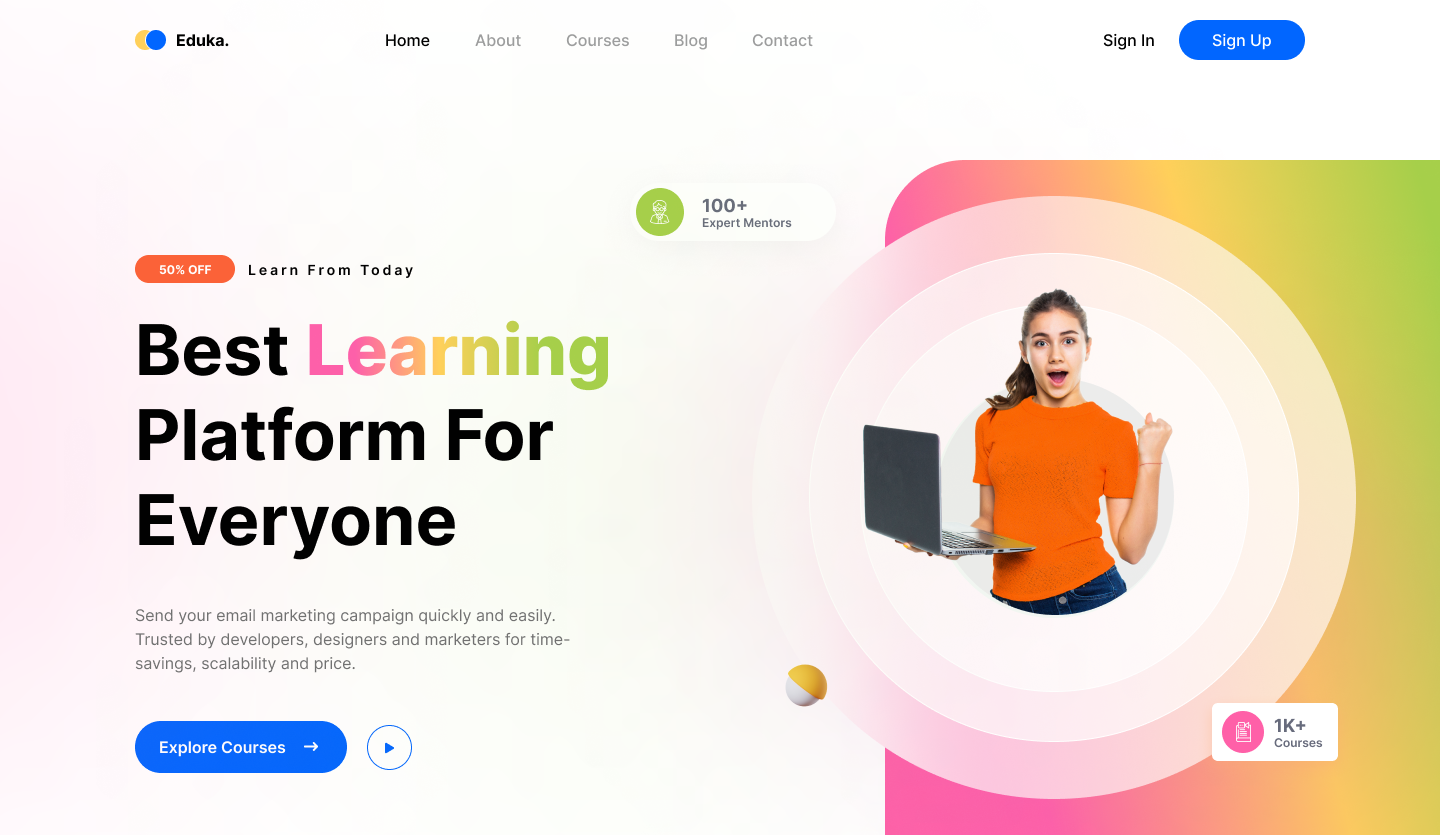 Eduka.
Home
About
Courses
Blog
Contact
Sign In
Sign Up
100+
Expert Mentors
50% OFF
Learn From Today
Best Learning
Platform For
Everyone
Send your email marketing campaign quickly and easily.
Trusted by developers, designers and marketers for time-
savings, scalability and price.
Explore Courses
1K+
Courses